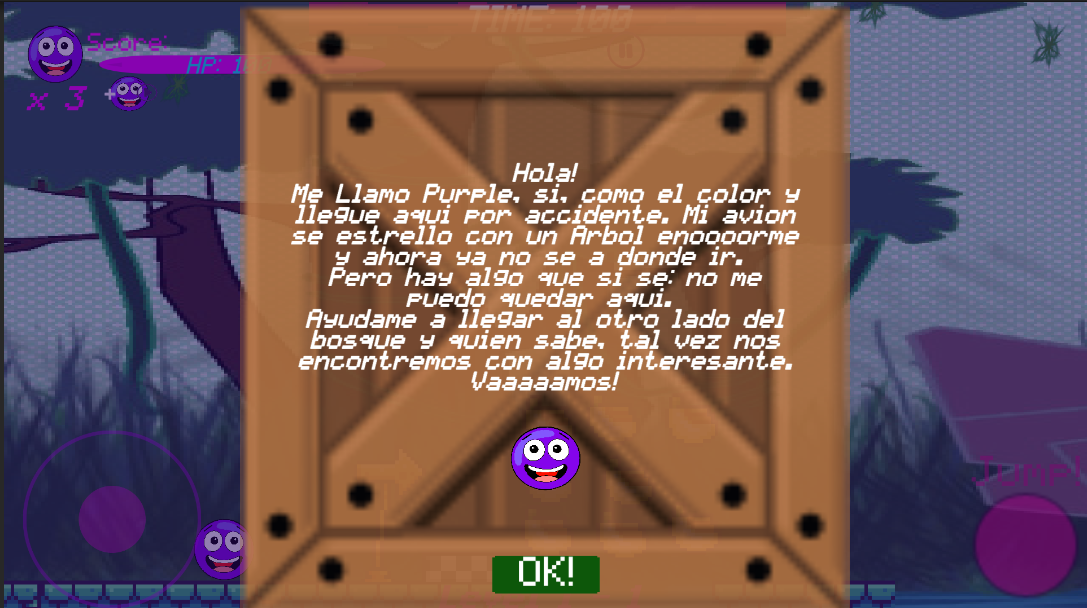 TIME: 100
Score:
HP: 10
x 3 +
Hola!
Me Llamo Purple, si, como el color y
llegue aqui por accidente. Mi avion
se estrello con un Arbol enoooorme
y ahora ya no se a donde ir.
Pero hay algo que si se: no me
puedo quedar aqui.
Ayudame a llegar al otro lado del
bosque y quien sabe, tal vez nos
encontremos con algo interesante.
Vaaaaamos!
Jump!
OK!